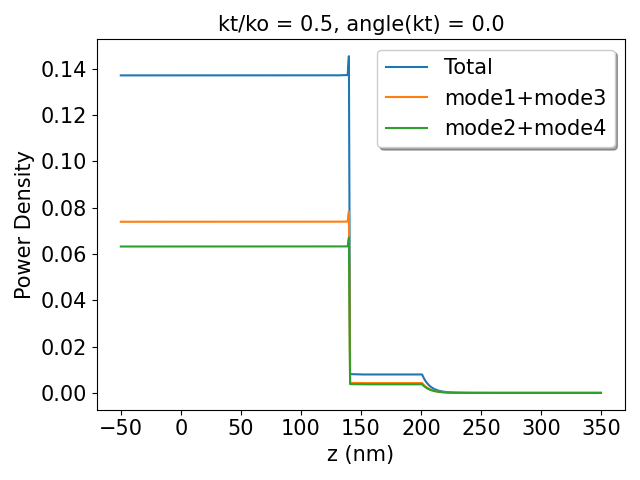 kt/ko = 0.5, angle(kt) = 0.0
Total
mode1+mode3
mode2+mode4
Power Density
0.14
0.12
0.10
0.08
0.06
0.04
0.02
0.00
−50 0 50 100 150 200 250 300 350
z (nm)